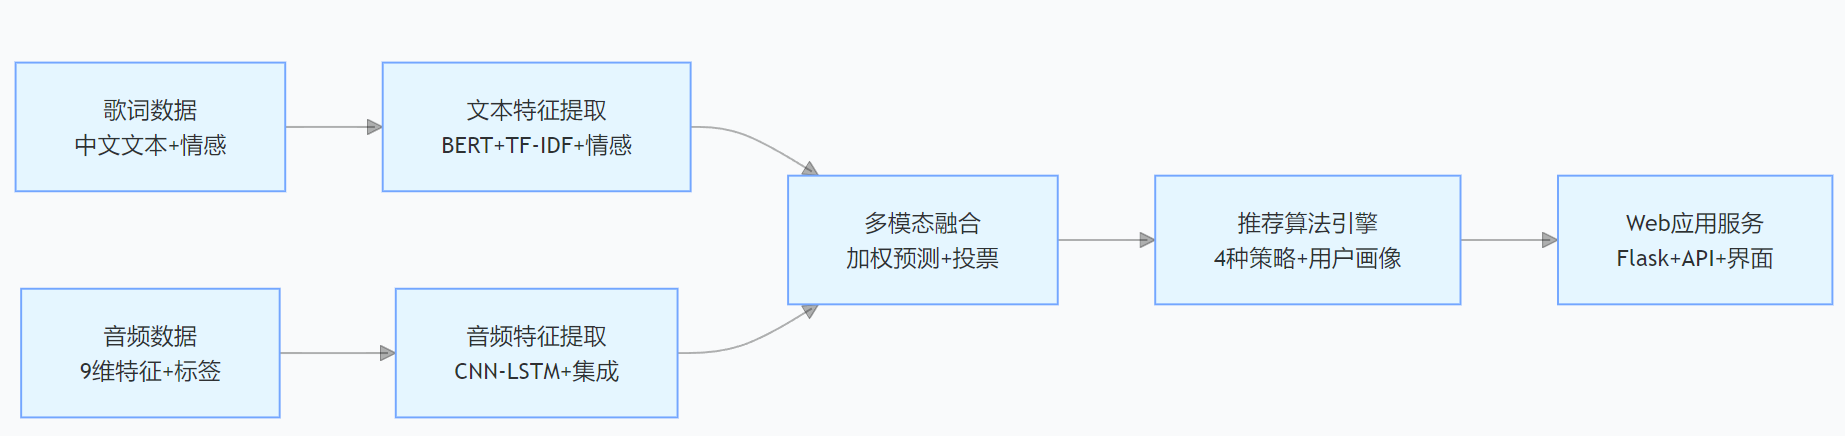 歌词数据
中文文本+情感
文本特征提取
BERT+TF-IDF+情感
音频数据
9维特征+标签
音频特征提取
CNN-LSTM+集成
多模态融合
加权预测+投票
推荐算法引擎
4种策略+用户画像
Web应用服务
Flask+API+界面